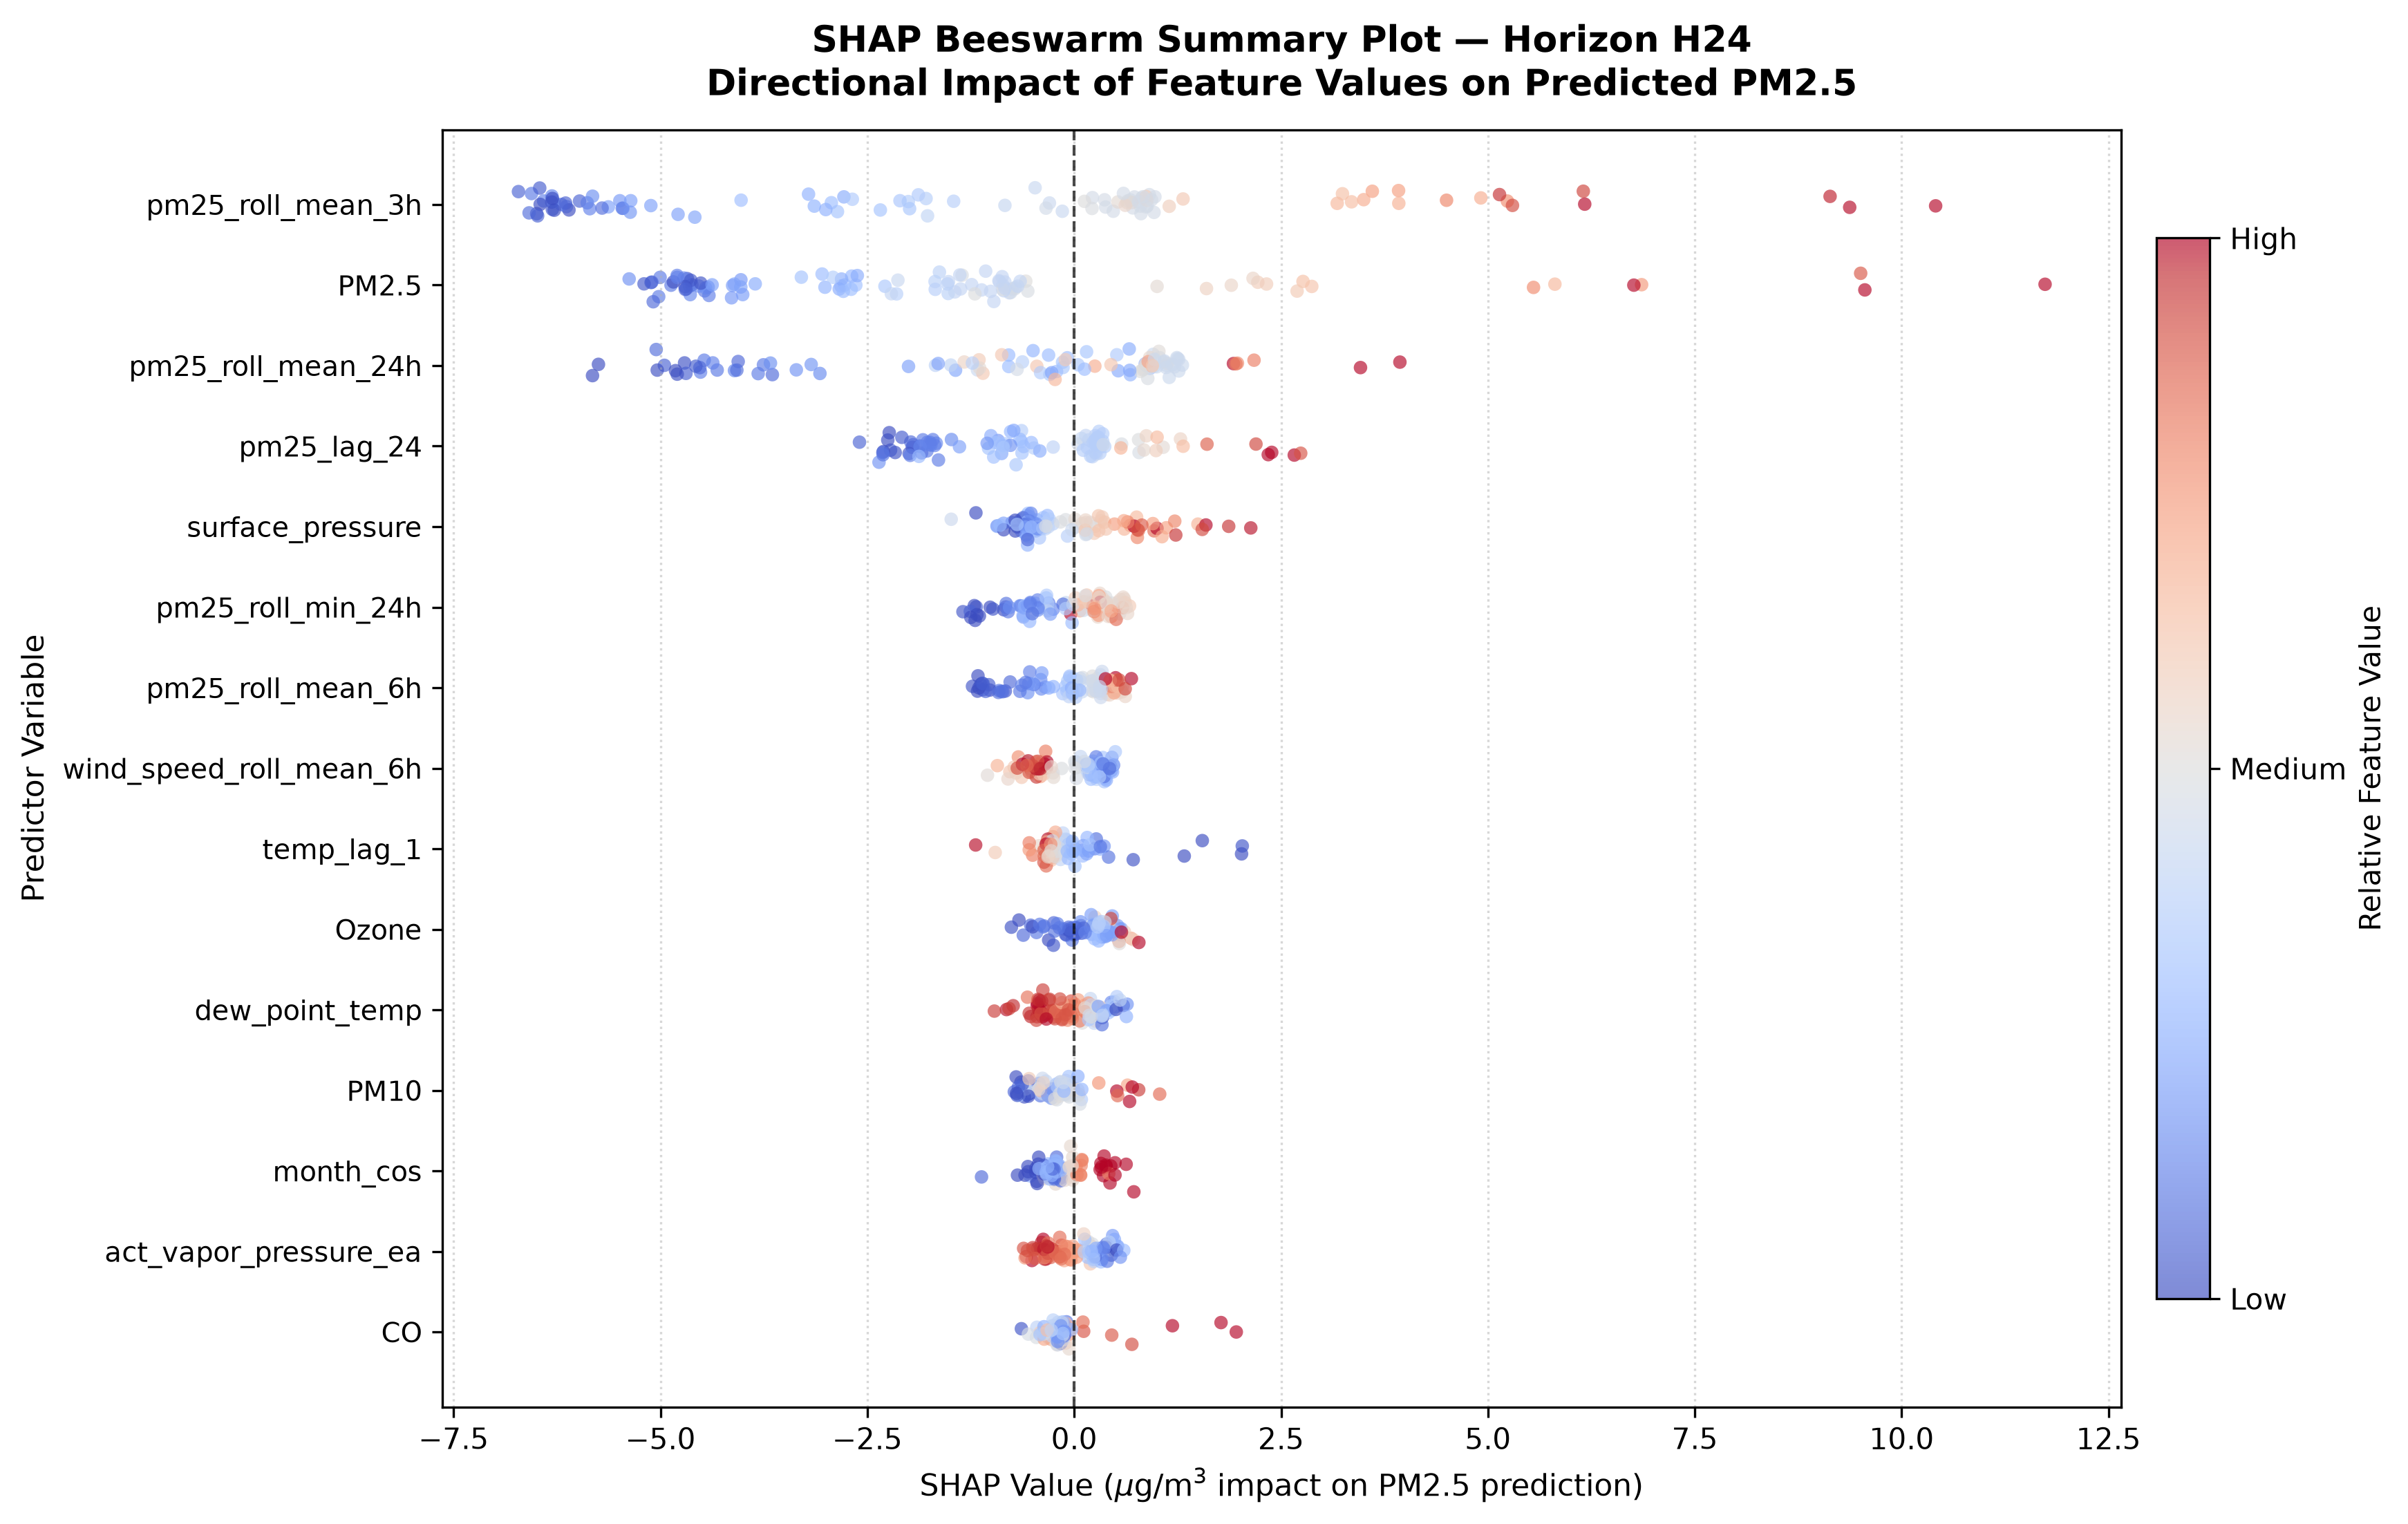 SHAP Beeswarm Summary Plot — Horizon H24
Directional Impact of Feature Values on Predicted PM2.5
Predictor Variable
pm25_roll_mean_3h
PM2.5
pm25_roll_mean_24h
pm25_lag_24
surface_pressure
pm25_roll_min_24h
pm25_roll_mean_6h
wind_speed_roll_mean_6h
temp_lag_1
Ozone
dew_point_temp
PM10
month_cos
act_vapor_pressure_ea
CO
−7.5 −5.0 −2.5 0.0 2.5 5.0 7.5 10.0 12.5
SHAP Value (μg/m³ impact on PM2.5 prediction)
High
Medium
Low
Relative Feature Value